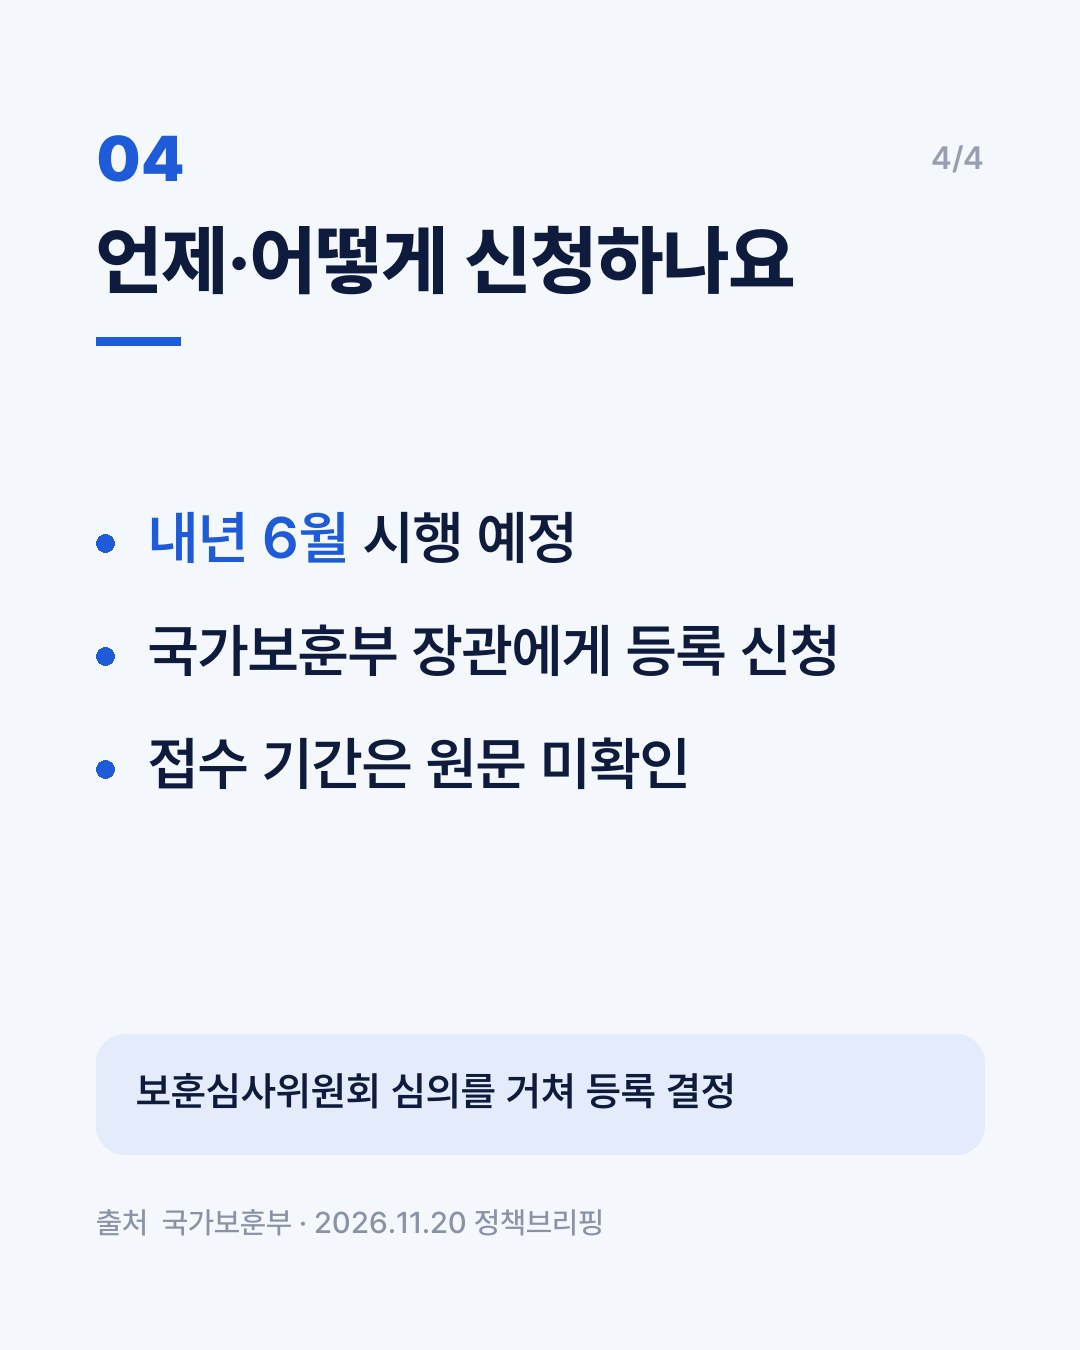 04
4/4
언제·어떻게 신청하나요
내년 6월 시행 예정
국가보훈부 장관에게 등록 신청
접수 기간은 원문 미확인
보훈심사위원회 심의를 거쳐 등록 결정
출처 국가보훈부 · 2026.11.20 정책브리핑